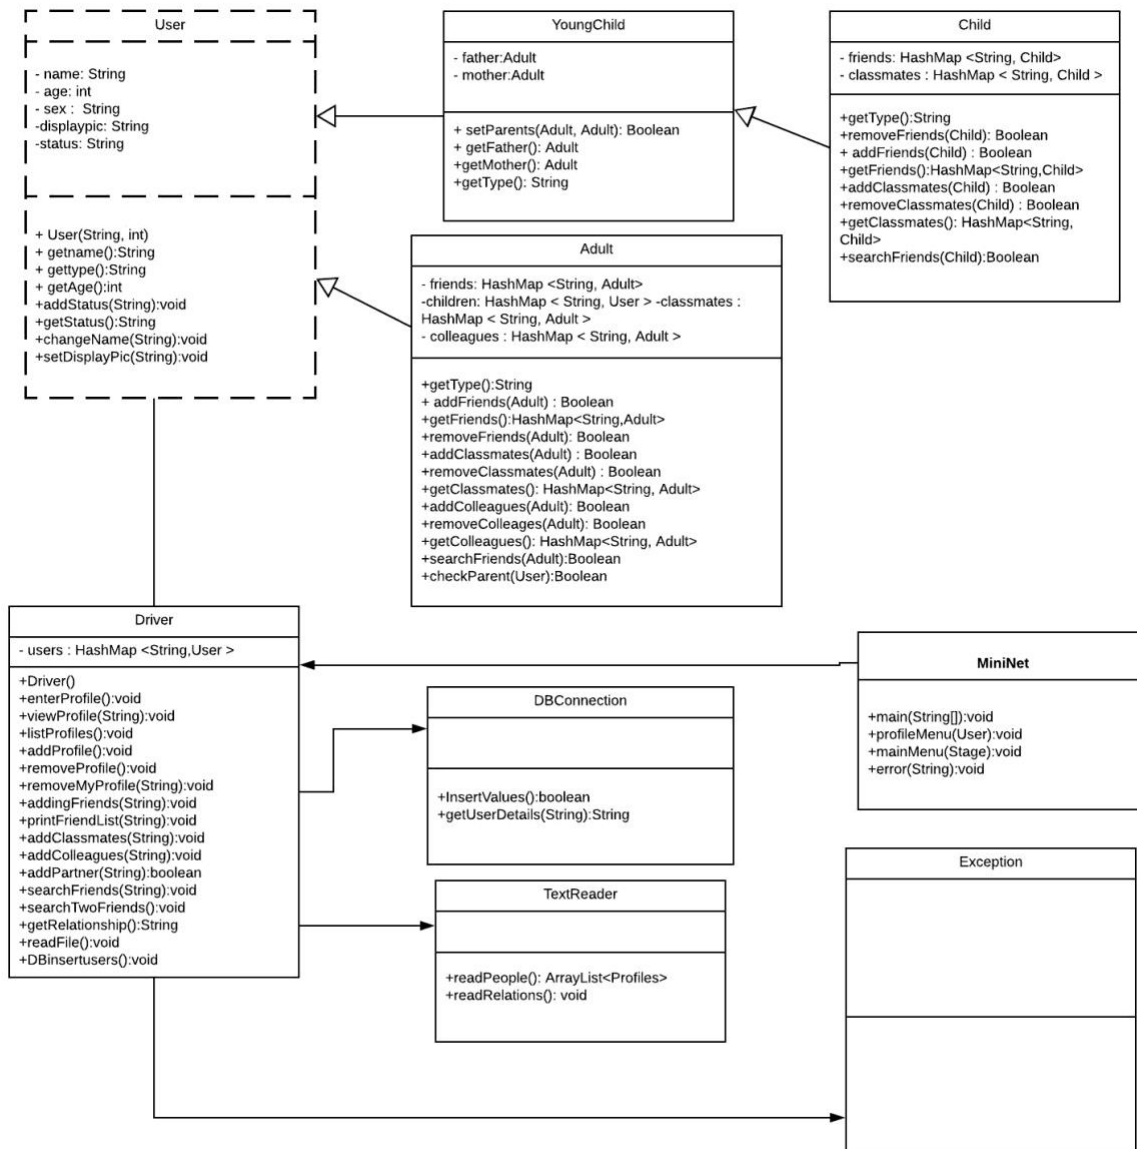 User
- name: String
- age: int
- sex : String
-displaypic: String
-status: String
+ User(String, int)
+ getname():String
+ gettype():String
+ getAge():int
+addStatus(String):void
+getStatus():String
+changeName(String):void
+setDisplayPic(String):void
YoungChild
- father:Adult
- mother:Adult
+ setParents(Adult, Adult): Boolean
+ getFather(): Adult
+getMother(): Adult
+getType(): String
Child
- friends: HashMap <String, Child>
- classmates : HashMap < String, Child >
+getType():String
+removeFriends(Child): Boolean
+ addFriends(Child) : Boolean
+getFriends():HashMap<String,Child>
+addClassmates(Child) : Boolean
+removeClassmates(Child) : Boolean
+getClassmates(): HashMap<String,
Child>
+searchFriends(Child):Boolean
Adult
- friends: HashMap <String, Adult>
-children: HashMap < String, User > -classmates :
HashMap < String, Adult >
- colleagues : HashMap < String, Adult >
+getType():String
+ addFriends(Adult) : Boolean
+getFriends():HashMap<String,Adult>
+removeFriends(Adult): Boolean
+addClassmates(Adult) : Boolean
+removeClassmates(Adult) : Boolean
+getClassmates(): HashMap<String, Adult>
+addColleagues(Adult): Boolean
+removeColleages(Adult): Boolean
+getColleagues(): HashMap<String, Adult>
+searchFriends(Adult):Boolean
+checkParent(User):Boolean
Driver
- users : HashMap <String,User >
+Driver()
+enterProfile():void
+viewProfile(String):void
+listProfiles():void
+addProfile():void
+removeProfile():void
+removeMyProfile(String):void
+addingFriends(String):void
+printFriendList(String):void
+addClassmates(String):void
+addColleagues(String):void
+addPartner(String):boolean
+searchFriends(String):void
+searchTwoFriends():void
+getRelationship():String
+readFile():void
+DBinsertusers():void
DBConnection
+InsertValues():boolean
+getUserDetails(String):String
TextReader
+readPeople(): ArrayList<Profiles>
+readRelations(): void
MiniNet
+main(String[]):void
+profileMenu(User):void
+mainMenu(Stage):void
+error(String):void
Exception